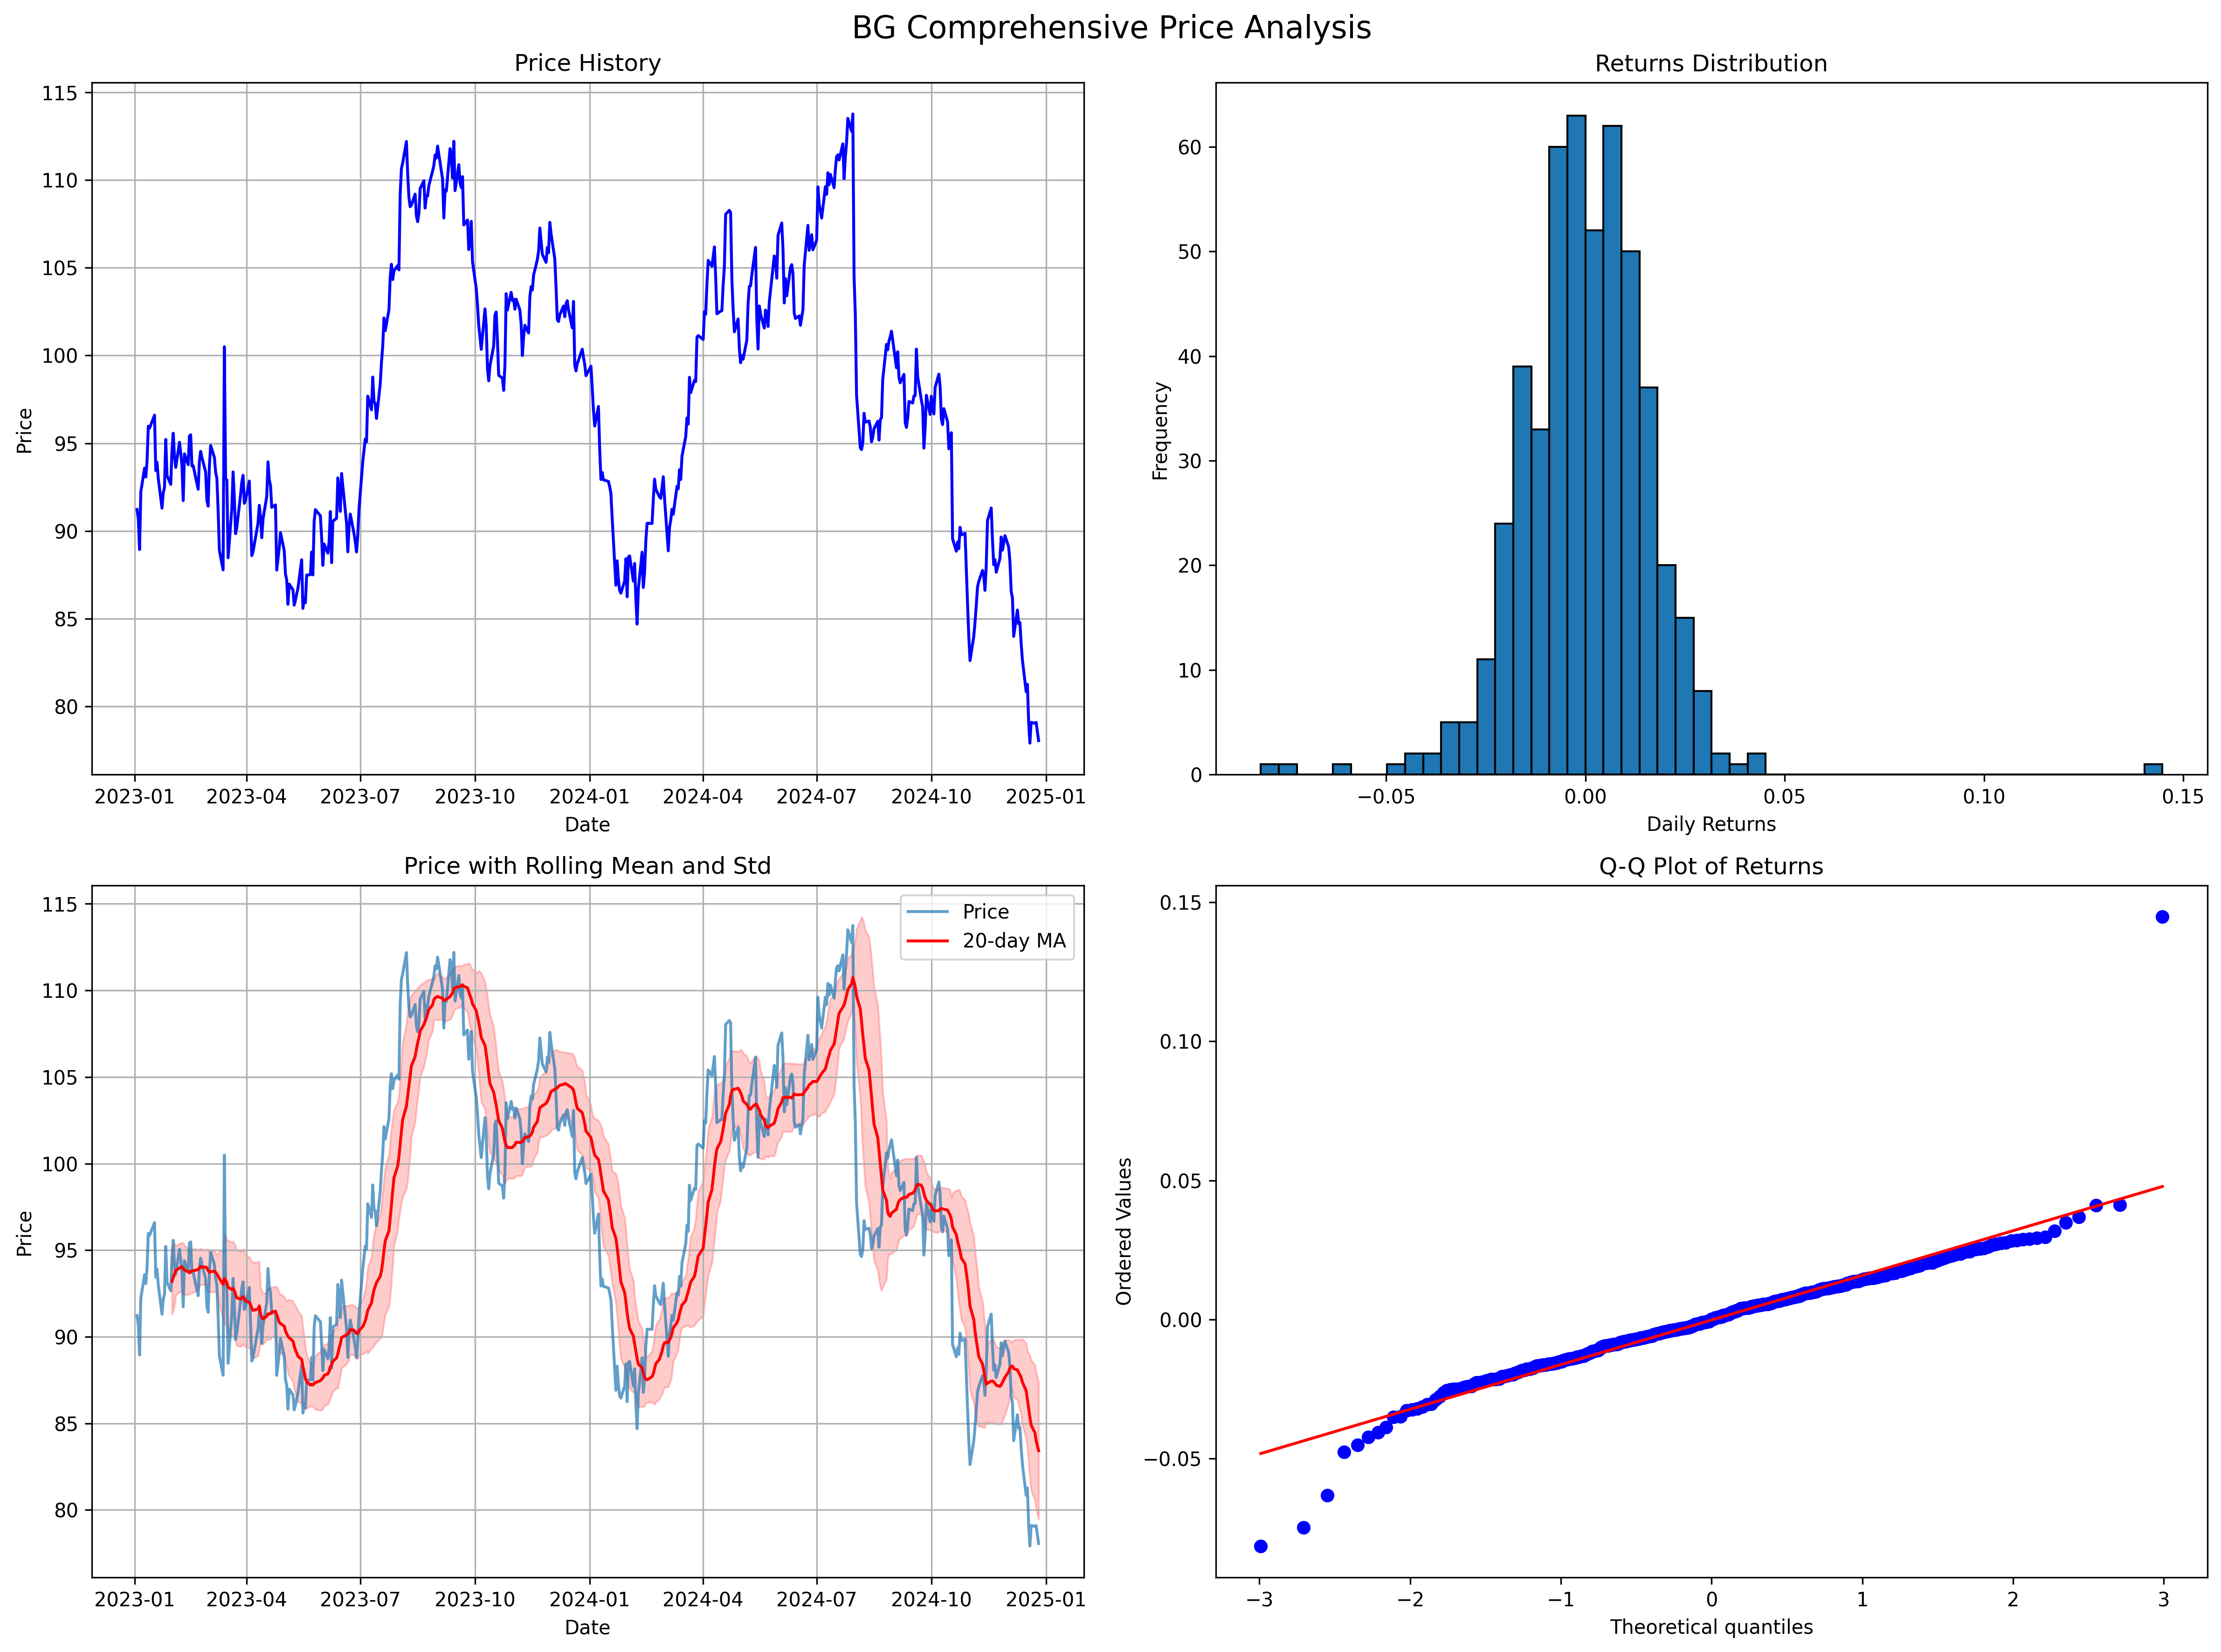 BG Comprehensive Price Analysis
Price History
115
110
105
100
95
90
85
80
Price
2023-01 2023-04 2023-07 2023-10 2024-01 2024-04 2024-07 2024-10 2025-01
Date
Returns Distribution
60
50
40
30
20
10
0
Frequency
−0.05 0.00 0.05 0.10 0.15
Daily Returns
Price with Rolling Mean and Std
Price
20-day MA
115
110
105
100
95
90
85
80
Price
2023-01 2023-04 2023-07 2023-10 2024-01 2024-04 2024-07 2024-10 2025-01
Date
Q-Q Plot of Returns
0.15
0.10
0.05
0.00
−0.05
Ordered Values
−3 −2 −1 0 1 2 3
Theoretical quantiles